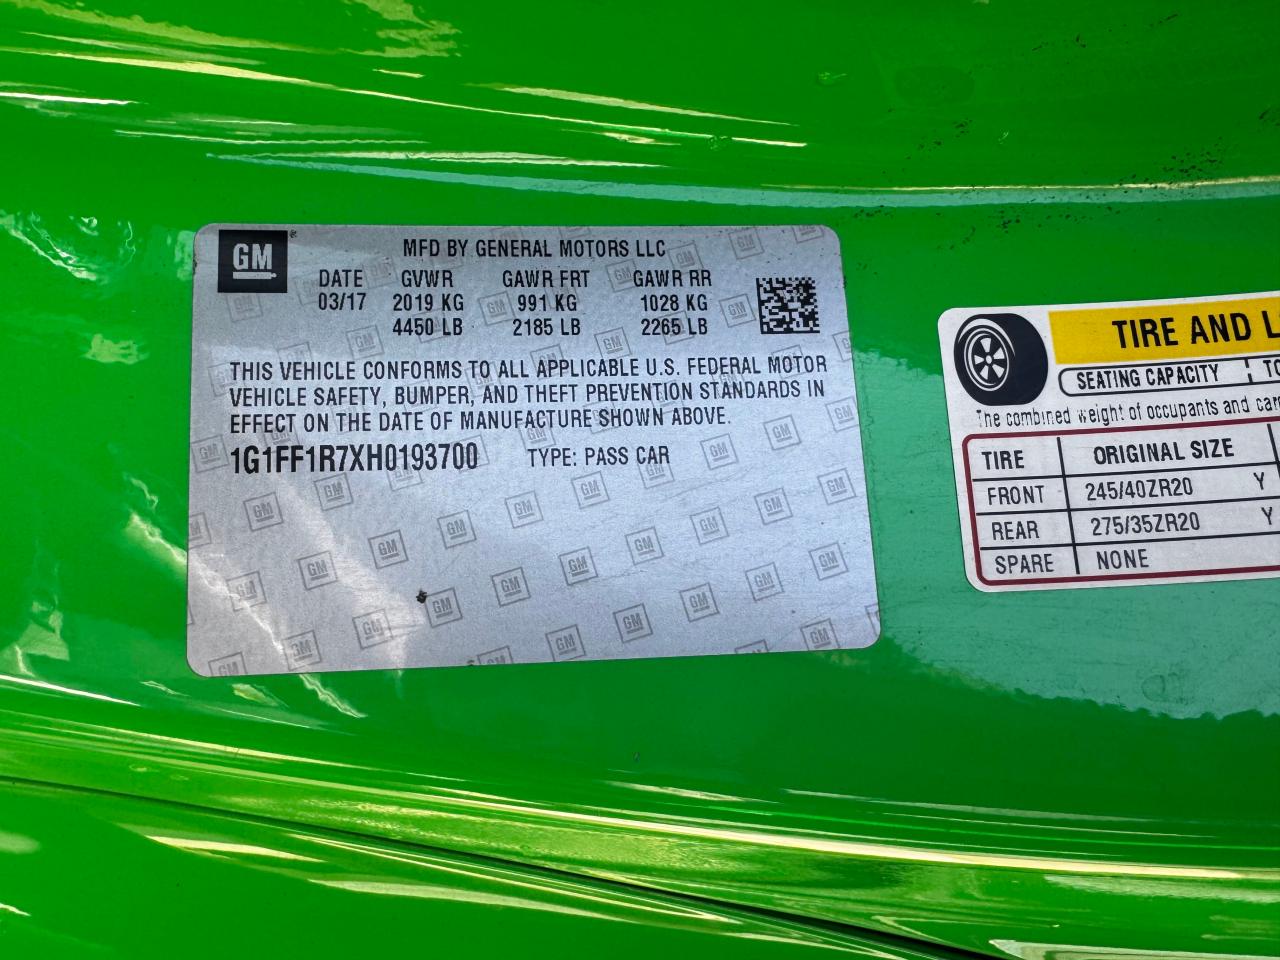 GM
MFD BY GENERAL MOTORS LLC
DATE GVWR GAWR FRT GAWR RR
03/17 2019 KG 991 KG 1028 KG
4450 LB 2185 LB 2265 LB
THIS VEHICLE CONFORMS TO ALL APPLICABLE U.S. FEDERAL MOTOR
VEHICLE SAFETY, BUMPER, AND THEFT PREVENTION STANDARDS IN
EFFECT ON THE DATE OF MANUFACTURE SHOWN ABOVE.
1G1FF1R7XH0193700 TYPE: PASS CAR
TIRE AND L
SEATING CAPACITY TO
The combined weight of occupants and car
TIRE ORIGINAL SIZE
FRONT 245/40ZR20 Y
REAR 275/35ZR20 Y
SPARE NONE